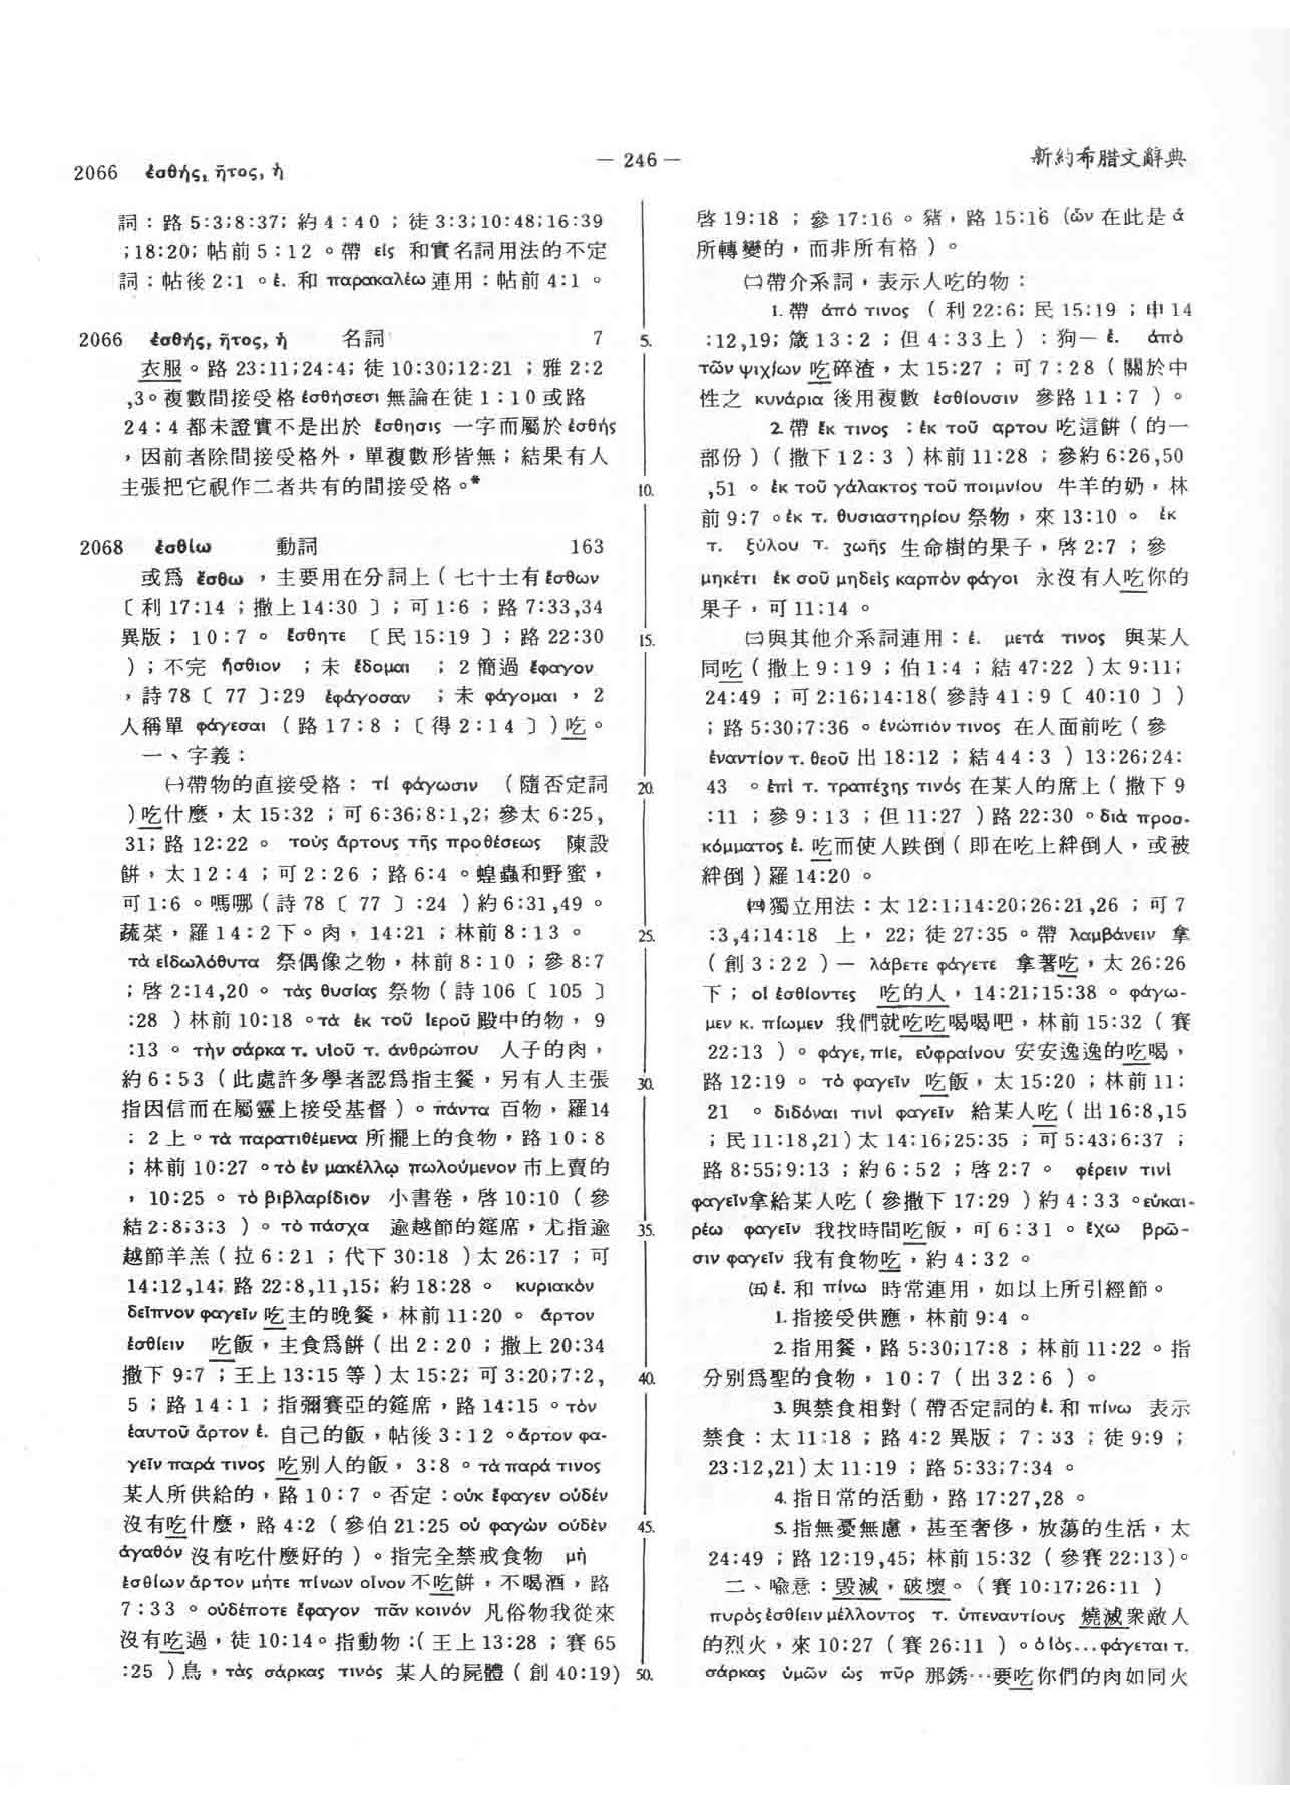 2066 ἐσθής, ῆτος, ἡ
— 246 —
新約希腊文辭典
詞：路 5:3;8:37; 約 4：40 ；徒 3:3;10:48;16:39
;18:20; 帖前 5：12 。帶 εἰς 和實名詞用法的不定
詞：帖後 2:1 。ἐ. 和 παρακαλέω 連用：帖前 4:1 。
2066 ἐσθής, ῆτος, ἡ 名詞 7
衣服。路 23:11;24:4; 徒 10:30;12:21 ；雅 2:2
,3。複數間接受格 ἐσθήσεσι 無論在徒 1：10 或路
24：4 都未證實不是出於 ἔσθησις 一字而屬於 ἐσθής
，因前者除間接受格外，單複數形皆無；結果有人
主張把它視作二者共有的間接受格。*
2068 ἐσθίω 動詞 163
或爲 ἔσθω ，主要用在分詞上（七十士有 ἔσθων
〔利 17:14 ；撒上 14:30 〕；可 1:6 ；路 7:33,34
異版； 10：7。 ἔσθητε 〔民 15:19 〕；路 22:30
）；不完 ἤσθιον ；未 ἔδομαι ；2 簡過 ἔφαγον
，詩 78〔 77 〕:29 ἐφάγοσαν ；未 φάγομαι ，2
人稱單 φάγεσαι （路 17：8 ；〔得 2：14 〕）吃。
一、字義：
㈠帶物的直接受格： τί φάγωσιν （隨否定詞
）吃什麼，太 15:32 ；可 6:36;8:1,2; 參太 6:25,
31; 路 12:22 。 τοὺς ἄρτους τῆς προθέσεως 陳設
餅，太 12：4 ；可 2：26 ；路 6:4 。蝗蟲和野蜜，
可 1:6 。嗎哪（詩 78〔 77 〕:24 ）約 6:31,49 。
蔬菜，羅 14：2 下。肉， 14:21 ；林前 8：13 。
τὰ εἰδωλόθυτα 祭偶像之物，林前 8：10 ；參 8:7
；啓 2:14,20 。 τὰς θυσίας 祭物（詩 106〔 105 〕
:28 ）林前 10:18 。τὰ ἐκ τοῦ ἱεροῦ 殿中的物， 9
:13 。 τὴν σάρκα τ. υἱοῦ τ. ἀνθρώπου 人子的肉，
約 6：53（此處許多學者認爲指主餐，另有人主張
指因信而在屬靈上接受基督）。πάντα 百物，羅 14
：2 上。τὰ παρατιθέμενα 所擺上的食物，路 10：8
；林前 10:27 。τὸ ἐν μακέλλῳ πωλούμενον 市上賣的
， 10:25 。 τὸ βιβλαρίδιον 小書卷，啓 10:10（參
結 2:8;3:3 ）。 τὸ πάσχα 逾越節的筵席，尤指逾
越節羊羔（拉 6：21 ；代下 30:18 ）太 26:17 ；可
14:12,14; 路 22:8,11,15; 約 18:28 。 κυριακὸν
δεῖπνον φαγεῖν 吃主的晚餐，林前 11:20 。 ἄρτον
ἐσθίειν 吃飯，主食爲餅（出 2：20 ；撒上 20:34
撒下 9:7 ；王上 13:15 等）太 15:2; 可 3:20;7:2,
5 ；路 14：1 ；指彌賽亞的筵席，路 14:15 。τὸν
ἑαυτοῦ ἄρτον ἐ. 自己的飯，帖後 3：12 。ἄρτον φα-
γεῖν παρά τινος 吃別人的飯， 3:8 。τὰ παρά τινος
某人所供給的，路 10：7 。否定：οὐκ ἔφαγεν οὐδέν
沒有吃什麼，路 4:2（參伯 21:25 οὐ φαγὼν οὐδὲν
ἀγαθόν 沒有吃什麼好的）。指完全禁戒食物 μὴ
ἐσθίων ἄρτον μήτε πίνων οἶνον 不吃餅，不喝酒，路
7：33 。οὐδέποτε ἔφαγον πᾶν κοινόν 凡俗物我從來
沒有吃過，徒 10:14。指動物：（王上 13:28 ；賽 65
:25 ）鳥，τὰς σάρκας τινός 某人的屍體（創 40:19)
5.
10.
15.
20.
25.
30.
35.
40.
45.
50.
啓 19:18 ；參 17:16 。豬，路 15:16 (ὧν 在此是 ἅ
所轉變的，而非所有格）。
㈡帶介系詞，表示人吃的物：
1. 帶 ἀπό τινος （利 22:6; 民 15:19 ；申 14
:12,19; 箴 13：2 ；但 4：33 上）：狗— ἐ. ἀπὸ
τῶν ψιχίων 吃碎渣，太 15:27 ；可 7：28（關於中
性之 κυνάρια 後用複數 ἐσθίουσιν 參路 11：7 ）。
2. 帶 ἔκ τινος ：ἐκ τοῦ αρτου 吃這餅（的一
部份）（撒下 12：3 ）林前 11:28 ；參約 6:26,50
,51 。 ἐκ τοῦ γάλακτος τοῦ ποιμνίου 牛羊的奶，林
前 9:7 。ἐκ τ. θυσιαστηρίου 祭物，來 13:10 。 ἐκ
τ. ξύλου τ. ζωῆς 生命樹的果子，啓 2:7 ；參
μηκέτι ἐκ σοῦ μηδεὶς καρπὸν φάγοι 永沒有人吃你的
果子，可 11:14 。
㈢與其他介系詞連用：ἐ. μετά τινος 與某人
同吃（撒上 9：19 ；伯 1:4 ；結 47:22 ）太 9:11;
24:49 ；可 2:16;14:18( 參詩 41：9〔 40:10 〕）
；路 5:30;7:36 。ἐνώπιόν τινος 在人面前吃（參
ἐναντίον τ. θεοῦ 出 18:12 ；結 44：3 ）13:26;24:
43 。ἐπὶ τ. τραπέζης τινός 在某人的席上（撒下 9
:11 ；參 9：13 ；但 11:27 ）路 22:30 。διὰ προσ-
κόμματος ἐ. 吃而使人跌倒（即在吃上絆倒人，或被
絆倒）羅 14:20 。
㈣獨立用法：太 12:1;14:20;26:21,26 ；可 7
:3,4;14:18 上， 22; 徒 27:35 。帶 λαμβάνειν 拿
（創 3：22 ）— λάβετε φάγετε 拿著吃，太 26:26
下； οἱ ἐσθίοντες 吃的人， 14:21;15:38 。 φάγω-
μεν κ. πίωμεν 我們就吃吃喝喝吧，林前 15:32（賽
22:13 ）。φάγε, πίε, εὐφραίνου 安安逸逸的吃喝，
路 12:19 。 τὸ φαγεῖν 吃飯，太 15:20 ；林前 11:
21 。διδόναι τινὶ φαγεῖν 給某人吃（出 16:8,15
；民 11:18,21) 太 14:16;25:35 ；可 5:43;6:37 ；
路 8:55;9:13 ；約 6：52 ；啓 2:7 。 φέρειν τινὶ
φαγεῖν 拿給某人吃（參撒下 17:29 ）約 4：33 。εὐκαι-
ρέω φαγεῖν 我找時間吃飯，可 6：31 。ἔχω βρῶ-
σιν φαγεῖν 我有食物吃，約 4：32 。
㈤ ἐ. 和 πίνω 時常連用，如以上所引經節。
1. 指接受供應，林前 9:4 。
2. 指用餐，路 5:30;17:8 ；林前 11:22 。指
分別爲聖的食物， 10:7（出 32：6 ）。
3. 與禁食相對（帶否定詞的 ἐ. 和 πίνω 表示
禁食：太 11:18 ；路 4:2 異版； 7：33 ；徒 9:9 ；
23:12,21) 太 11:19 ；路 5:33;7:34 。
4. 指日常的活動，路 17:27,28 。
5. 指無憂無慮，甚至奢侈，放蕩的生活，太
24:49 ；路 12:19,45; 林前 15:32（參賽 22:13)。
二、喻意：毀滅，破壞。（賽 10:17;26:11 ）
πυρὸς ἐσθίειν μέλλοντος τ. ὑπεναντίους 燒滅衆敵人
的烈火，來 10:27（賽 26:11 ）。ὁ ἰὸς…φάγεται τ.
σάρκας ὑμῶν ὡς πῦρ 那銹…要吃你們的肉如同火